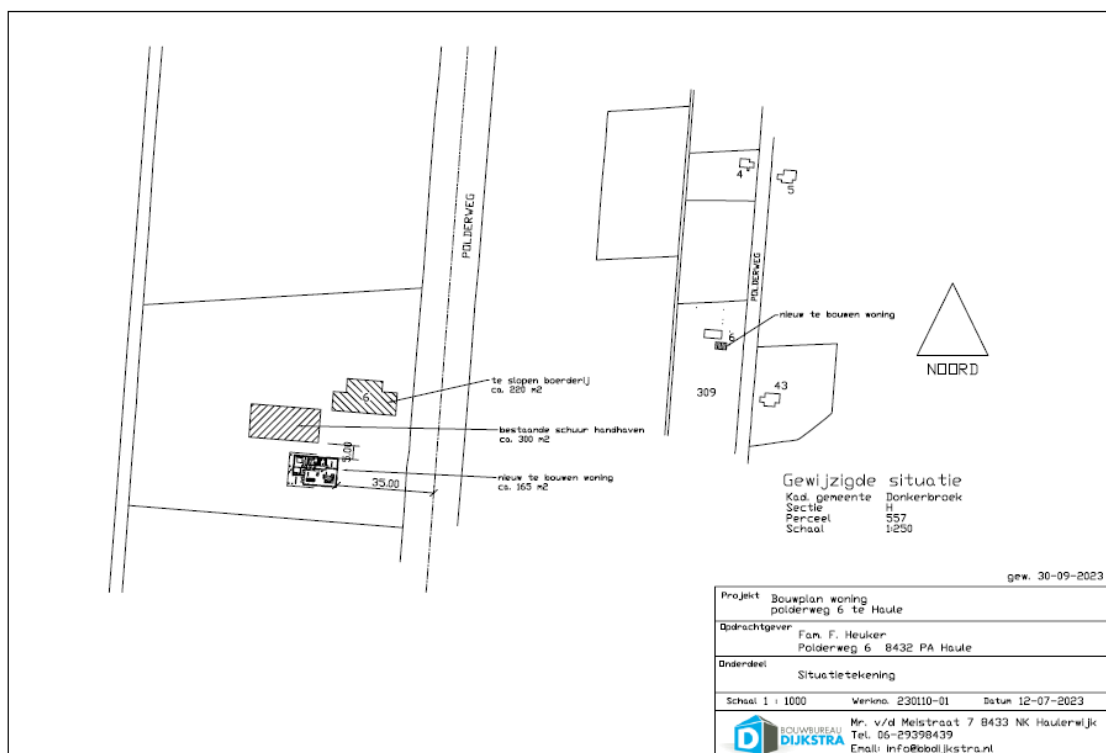 POLDERWEG
6
te slopen boerderij
ca. 220 m2
bestaande schuur handhaven
ca. 300 m2
5.00
nieuw te bouwen woning
ca. 165 m2
35.00
4
5
POLDERWEG
nieuw te bouwen woning
6
309
43
NOORD
Gewijzigde situatie
Kad. gemeente Donkerbroek
Sectie H
Perceel 557
Schaal 1:250
gew. 30-09-2023
Projekt Bouwplan woning
polderweg 6 te Haule
Opdrachtgever
Fam. F. Heuker
Polderweg 6 8432 PA Haule
Onderdeel
Situatietekening
Schaal 1 : 1000 Werkno. 230110-01 Datum 12-07-2023
BOUWBUREAU
DIJKSTRA
Mr. v/d Meistraat 7 8433 NK Haulerwijk
Tel. 06-29398439
Email: info@bbdijkstra.nl